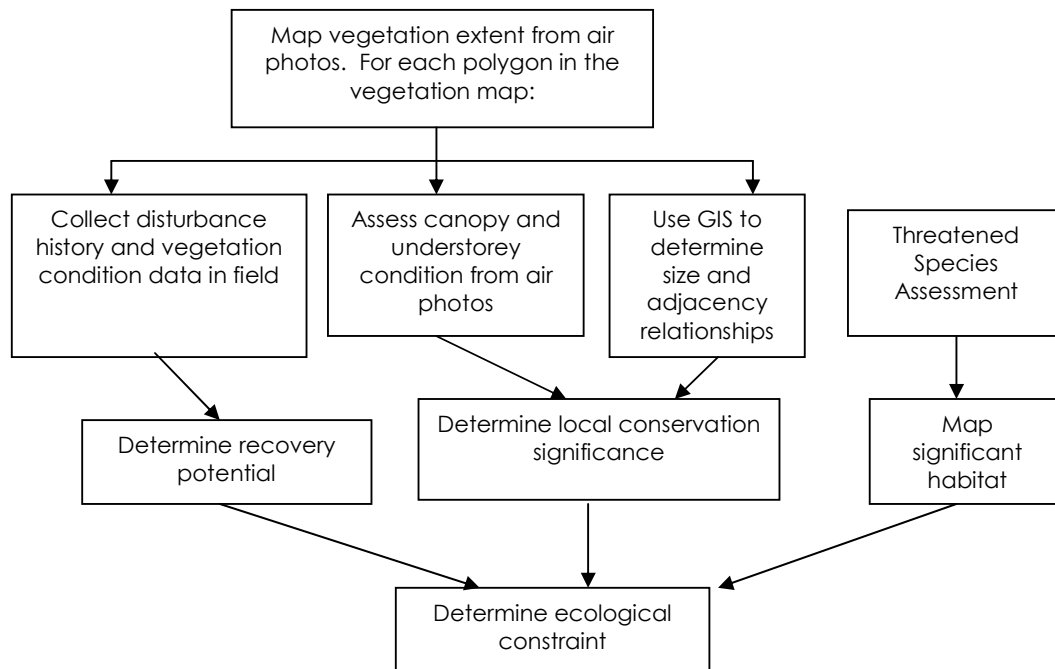 Map vegetation extent from air
photos.  For each polygon in the
vegetation map:
Collect disturbance
history and vegetation
condition data in field
Assess canopy and
understorey
condition from air
photos
Use GIS to
determine
size and
adjacency
relationships
Threatened
Species
Assessment
Determine recovery
potential
Determine local conservation
significance
Map
significant
habitat
Determine ecological
constraint